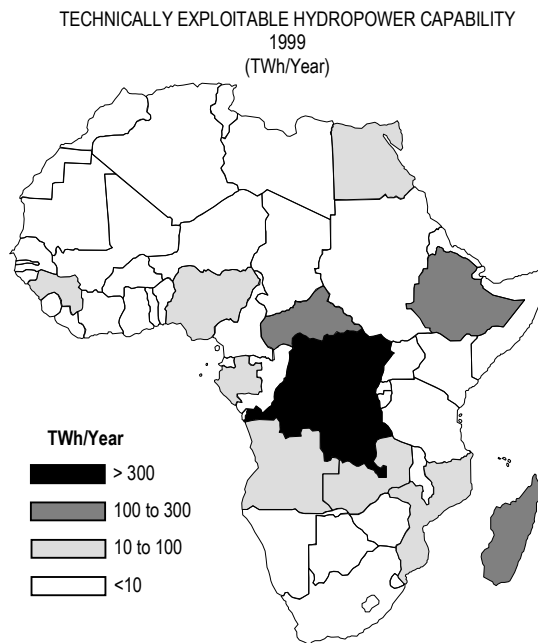 TECHNICALLY EXPLOITABLE HYDROPOWER CAPABILITY
1999
(TWh/Year)
TWh/Year
> 300
100 to 300
10 to 100
<10